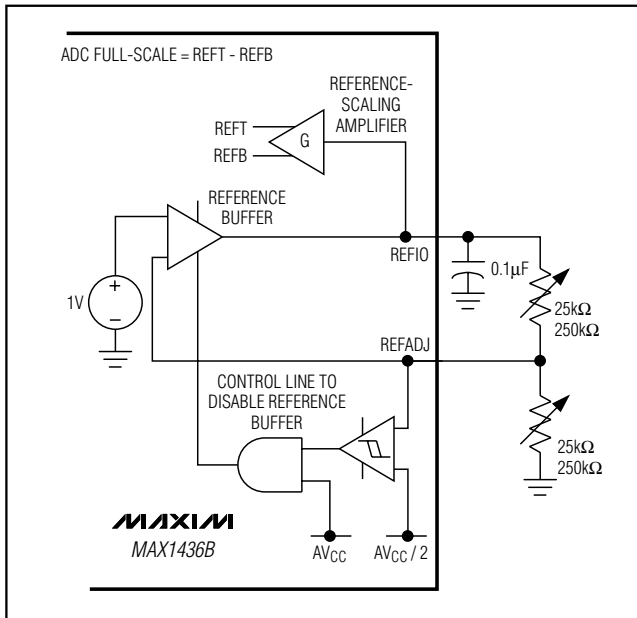 ADC FULL-SCALE = REFT - REFB
REFERENCE-
SCALING
AMPLIFIER
REFT
REFB
G
REFERENCE
BUFFER
REFIO
0.1µF
1V
+
−
25kΩ
250kΩ
REFADJ
CONTROL LINE TO
DISABLE REFERENCE
BUFFER
25kΩ
250kΩ
MAXIM
MAX1436B
AVCC
AVCC / 2